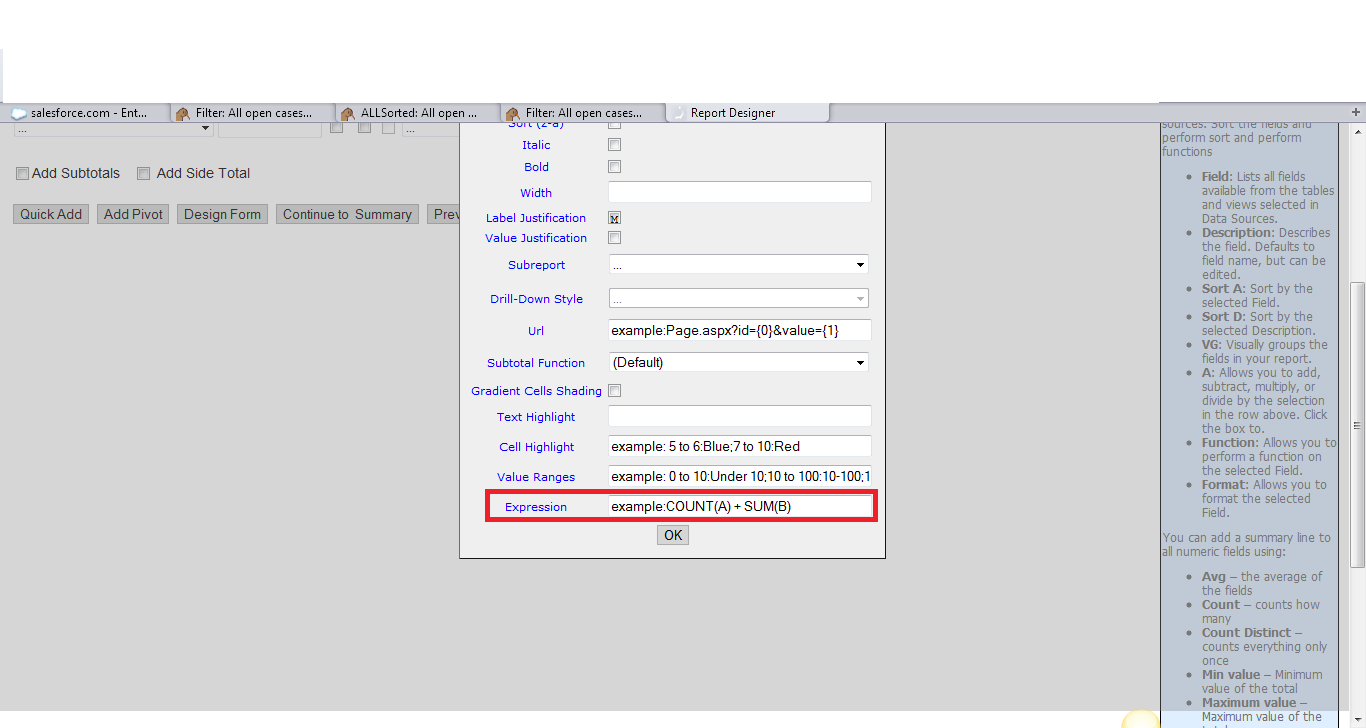 salesforce.com - Ent...
Filter: All open cases...
ALLSorted: All open ...
Filter: All open cases...
Report Designer
+
...
...
Add Subtotals
Add Side Total
Quick Add
Add Pivot
Design Form
Continue to Summary
Prev
Sort (z-a)
Italic
Bold
Width
Label Justification
M
Value Justification
Subreport
...
Drill-Down Style
...
Url
example:Page.aspx?id={0}&value={1}
Subtotal Function
(Default)
Gradient Cells Shading
Text Highlight
Cell Highlight
example: 5 to 6:Blue;7 to 10:Red
Value Ranges
example: 0 to 10:Under 10;10 to 100:10-100;1
Expression
example:COUNT(A) + SUM(B)
OK
sources. Sort the fields and
perform sort and perform
functions
• Field: Lists all fields
available from the tables
and views selected in
Data Sources.
• Description: Describes
the field. Defaults to
field name, but can be
edited.
• Sort A: Sort by the
selected Field.
• Sort D: Sort by the
selected Description.
• VG: Visually groups the
fields in your report.
• A: Allows you to add,
subtract, multiply, or
divide by the selection
in the row above. Click
the box to.
• Function: Allows you to
perform a function on
the selected Field.
• Format: Allows you to
format the selected
Field.
You can add a summary line to
all numeric fields using:
• Avg – the average of
the fields
• Count – counts how
many
• Count Distinct –
counts everything only
once
• Min value – Minimum
value of the total
• Maximum value –
Maximum value of the